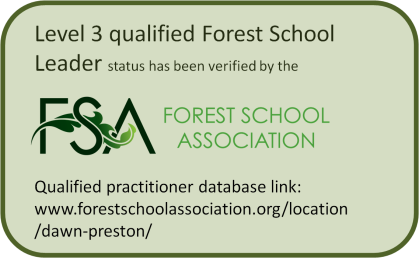 Level 3 qualified Forest School
Leader status has been verified by the
FSA FOREST SCHOOL
ASSOCIATION
Qualified practitioner database link:
www.forestschoolassociation.org/location
/dawn-preston/